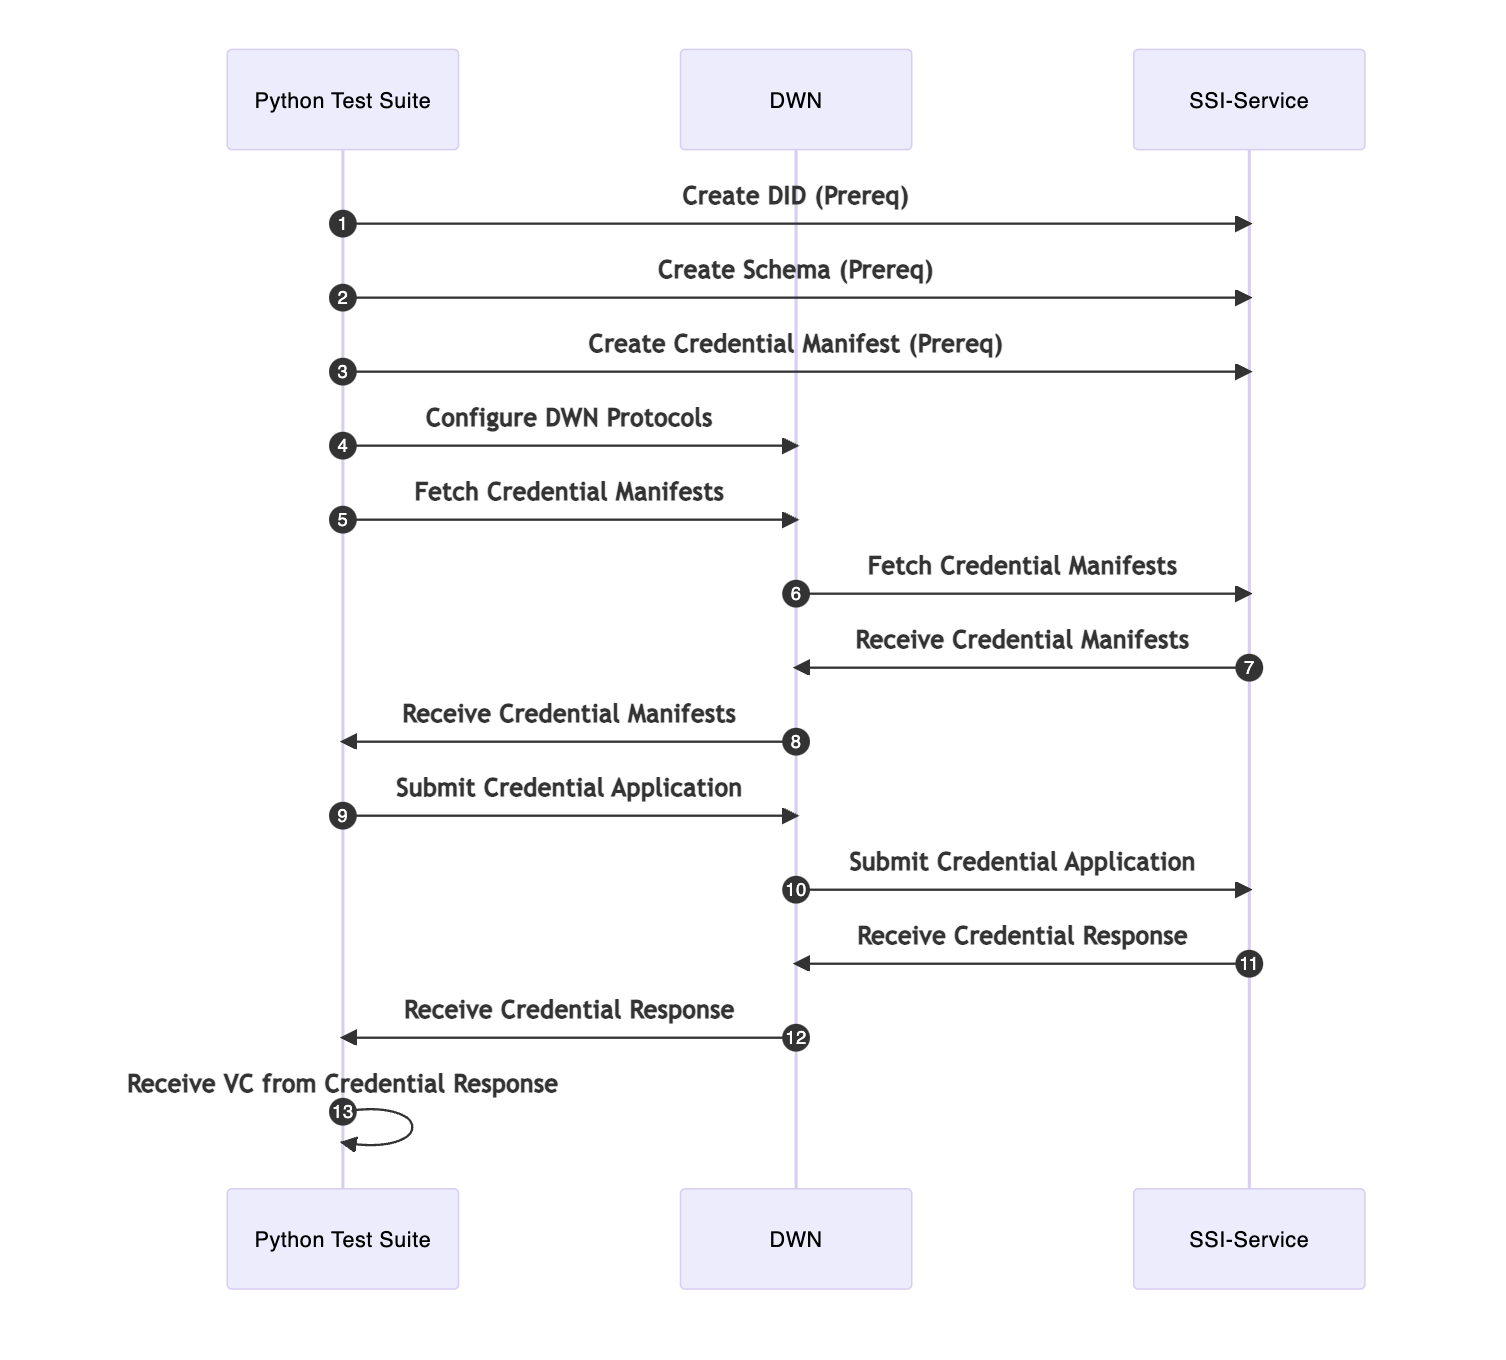 Python Test Suite
DWN
SSI-Service
Create DID (Prereq)
1
Create Schema (Prereq)
2
Create Credential Manifest (Prereq)
3
Configure DWN Protocols
4
Fetch Credential Manifests
5
Fetch Credential Manifests
6
Receive Credential Manifests
7
Receive Credential Manifests
8
Submit Credential Application
9
Submit Credential Application
10
Receive Credential Response
11
Receive Credential Response
12
Receive VC from Credential Response
13
Python Test Suite
DWN
SSI-Service